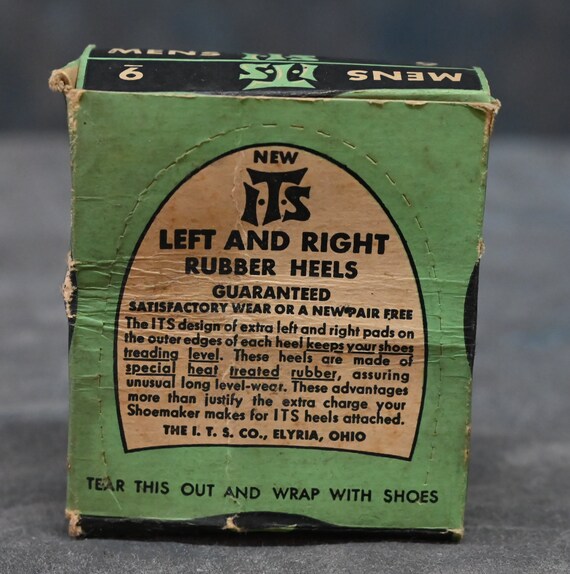 MENS I·T·S 9
9 I·T·S MENS
NEW
I·T·S
LEFT AND RIGHT
RUBBER HEELS
GUARANTEED
SATISFACTORY WEAR OR A NEW PAIR FREE
The ITS design of extra left and right pads on
the outer edges of each heel keeps your shoes
treading level. These heels are made of
special heat treated rubber, assuring
unusual long level-wear. These advantages
more than justify the extra charge your
Shoemaker makes for ITS heels attached.
THE I. T. S. CO., ELYRIA, OHIO
TEAR THIS OUT AND WRAP WITH SHOES